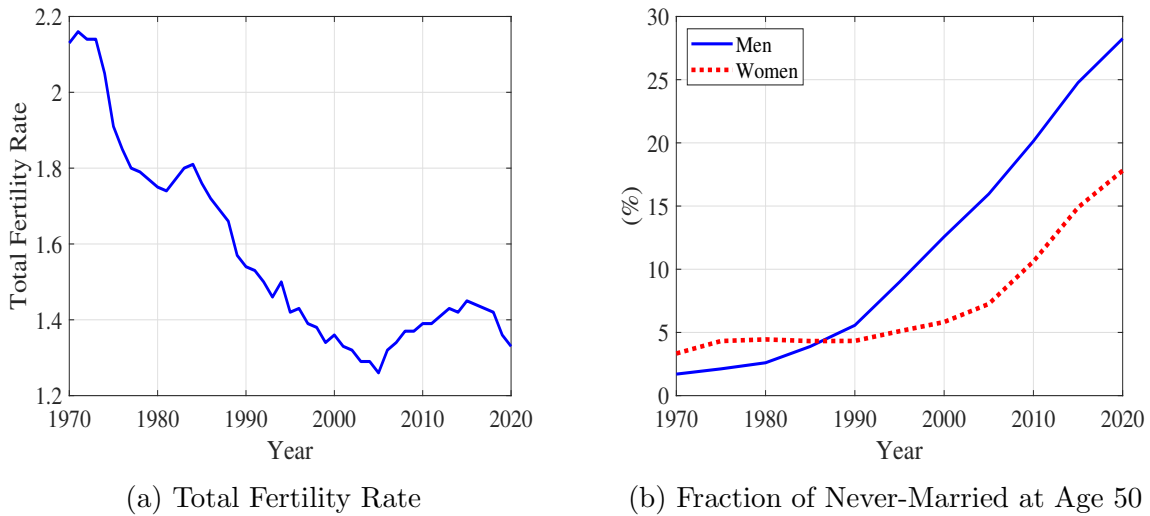 2.2
2
1.8
1.6
1.4
1.2
Total Fertility Rate
1970 1980 1990 2000 2010 2020
Year
(a) Total Fertility Rate
30
25
20
15
10
5
0
(%)
Men
Women
1970 1980 1990 2000 2010 2020
Year
(b) Fraction of Never-Married at Age 50